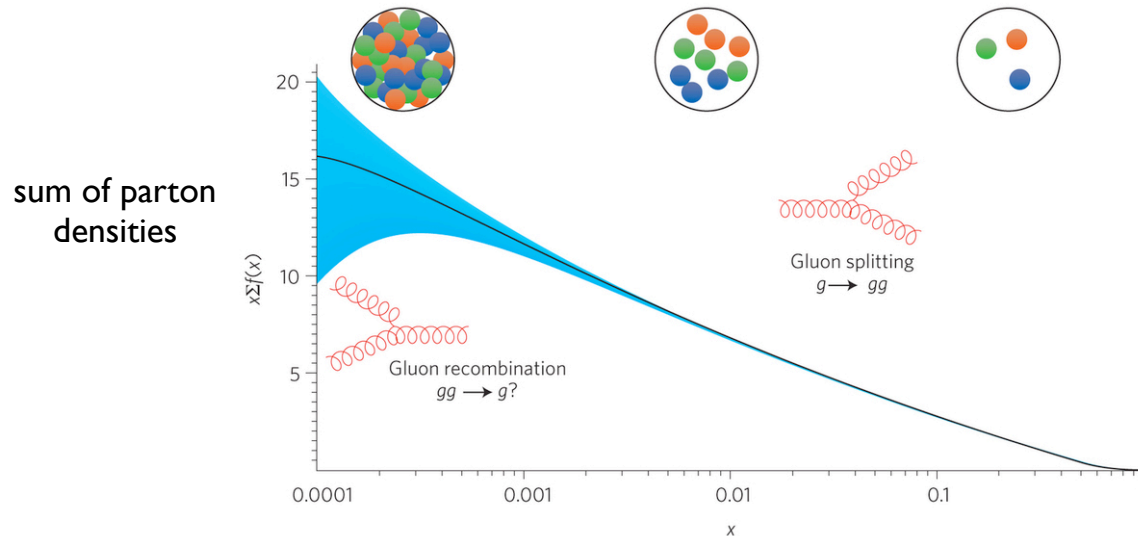 sum of parton
densities
xΣf(x)
20
15
10
5
Gluon splitting
g → gg
Gluon recombination
gg → g?
0.0001
0.001
0.01
0.1
x